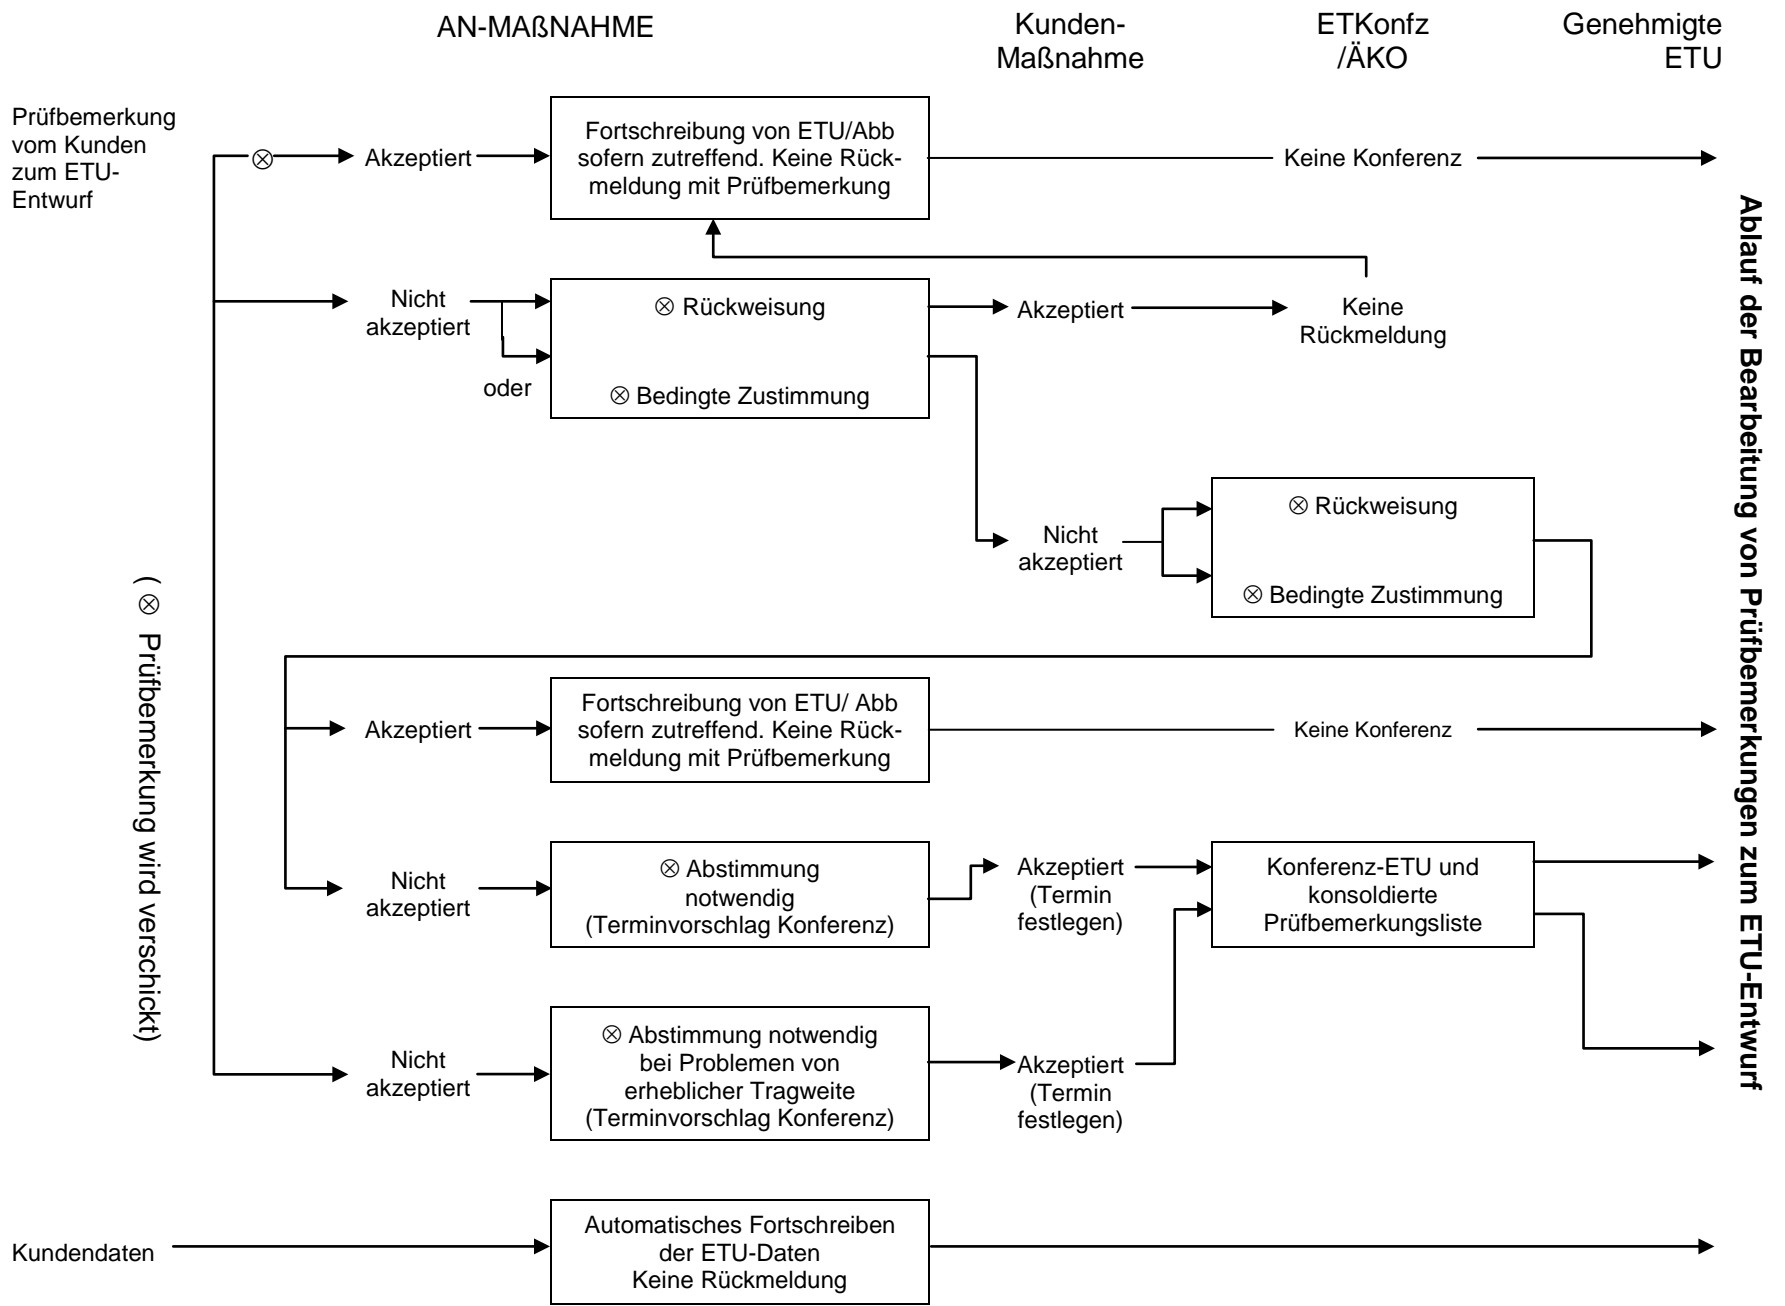 AN-MAßNAHME
Kunden-
Maßnahme
ETKonfz
/ÄKO
Genehmigte
ETU
Prüfbemerkung
vom Kunden
zum ETU-
Entwurf
⊗
Akzeptiert
Fortschreibung von ETU/Abb
sofern zutreffend. Keine Rück-
meldung mit Prüfbemerkung
Keine Konferenz
Nicht
akzeptiert
oder
⊗ Rückweisung
⊗ Bedingte Zustimmung
Akzeptiert
Keine
Rückmeldung
Nicht
akzeptiert
⊗ Rückweisung
⊗ Bedingte Zustimmung
Akzeptiert
Fortschreibung von ETU/ Abb
sofern zutreffend. Keine Rück-
meldung mit Prüfbemerkung
Keine Konferenz
Nicht
akzeptiert
⊗ Abstimmung
notwendig
(Terminvorschlag Konferenz)
Akzeptiert
(Termin
festlegen)
Konferenz-ETU und
konsoldierte
Prüfbemerkungsliste
Nicht
akzeptiert
⊗ Abstimmung notwendig
bei Problemen von
erheblicher Tragweite
(Terminvorschlag Konferenz)
Akzeptiert
(Termin
festlegen)
Kundendaten
Automatisches Fortschreiben
der ETU-Daten
Keine Rückmeldung
( ⊗ Prüfbemerkung wird verschickt)
Ablauf der Bearbeitung von Prüfbemerkungen zum ETU-Entwurf